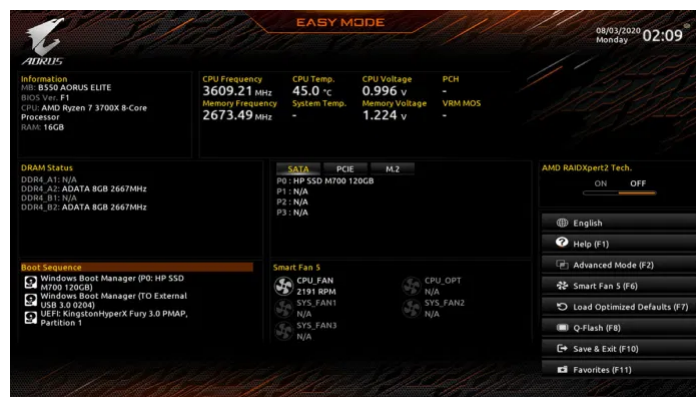 EASY MODE
AORUS
08/03/2020
Monday
02:09
Information
MB: B550 AORUS ELITE
BIOS Ver. F1
CPU: AMD Ryzen 7 3700X 8-Core
Processor
RAM: 16GB
CPU Frequency CPU Temp. CPU Voltage PCH
3609.21 MHz 45.0 °C 0.996 V -
Memory Frequency System Temp. Memory Voltage VRM MOS
2673.49 MHz - 1.224 V -
DRAM Status
DDR4_A1: N/A
DDR4_A2: ADATA 8GB 2667MHz
DDR4_B1: N/A
DDR4_B2: ADATA 8GB 2667MHz
SATA PCIE M.2
P0 : HP SSD M700 120GB
P1 : N/A
P2 : N/A
P3 : N/A
AMD RAIDXpert2 Tech.
ON OFF
Boot Sequence
Windows Boot Manager (P0: HP SSD
M700 120GB)
Windows Boot Manager (TO External
USB 3.0 0204)
UEFI: KingstonHyperX Fury 3.0 PMAP,
Partition 1
Smart Fan 5
CPU_FAN CPU_OPT
2191 RPM N/A
SYS_FAN1 SYS_FAN2
N/A N/A
SYS_FAN3
N/A
English
Help (F1)
Advanced Mode (F2)
Smart Fan 5 (F6)
Load Optimized Defaults (F7)
Q-Flash (F8)
Save & Exit (F10)
Favorites (F11)